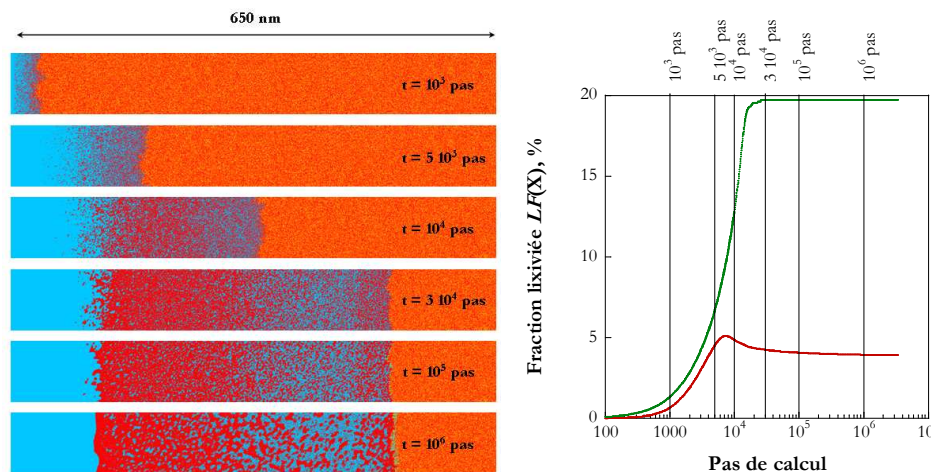 650 nm
t = 10³ pas
t = 5 10³ pas
t = 10⁴ pas
t = 3 10⁴ pas
t = 10⁵ pas
t = 10⁶ pas
10³ pas
5 10³ pas
10⁴ pas
3 10⁴ pas
10⁵ pas
10⁶ pas
Fraction lixiviée LF(X), %
20
15
10
5
0
100
1000
10⁴
10⁵
10⁶
Pas de calcul